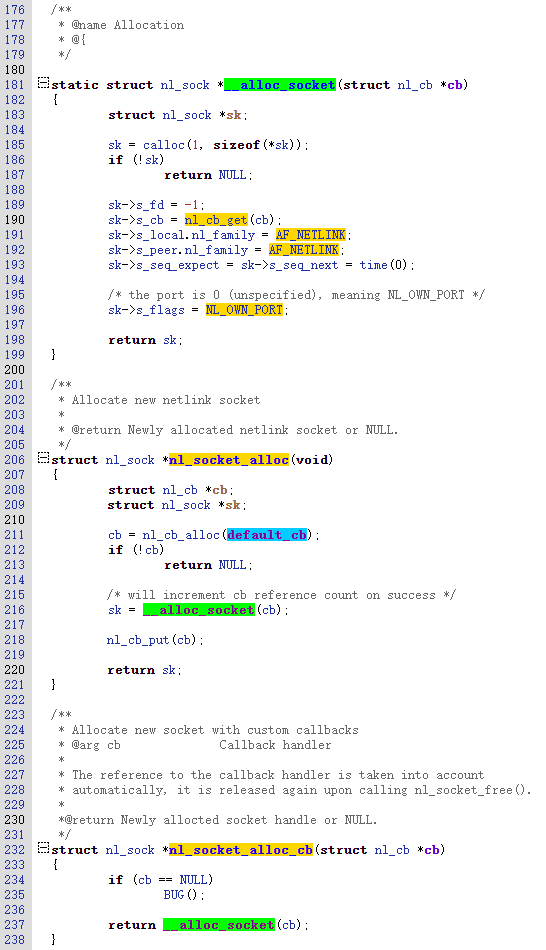 176 /**
177  * @name Allocation
178  * @{
179  */
180
181 static struct nl_sock *__alloc_socket(struct nl_cb *cb)
182 {
183         struct nl_sock *sk;
184
185         sk = calloc(1, sizeof(*sk));
186         if (!sk)
187                 return NULL;
188
189         sk->s_fd = -1;
190         sk->s_cb = nl_cb_get(cb);
191         sk->s_local.nl_family = AF_NETLINK;
192         sk->s_peer.nl_family = AF_NETLINK;
193         sk->s_seq_expect = sk->s_seq_next = time(0);
194
195         /* the port is 0 (unspecified), meaning NL_OWN_PORT */
196         sk->s_flags = NL_OWN_PORT;
197
198         return sk;
199 }
200
201 /**
202  * Allocate new netlink socket
203  *
204  * @return Newly allocated netlink socket or NULL.
205  */
206 struct nl_sock *nl_socket_alloc(void)
207 {
208         struct nl_cb *cb;
209         struct nl_sock *sk;
210
211         cb = nl_cb_alloc(default_cb);
212         if (!cb)
213                 return NULL;
214
215         /* will increment cb reference count on success */
216         sk = __alloc_socket(cb);
217
218         nl_cb_put(cb);
219
220         return sk;
221 }
222
223 /**
224  * Allocate new socket with custom callbacks
225  * @arg cb              Callback handler
226  *
227  * The reference to the callback handler is taken into account
228  * automatically, it is released again upon calling nl_socket_free().
229  *
230  *@return Newly allocted socket handle or NULL.
231  */
232 struct nl_sock *nl_socket_alloc_cb(struct nl_cb *cb)
233 {
234         if (cb == NULL)
235                 BUG();
236
237         return __alloc_socket(cb);
238 }